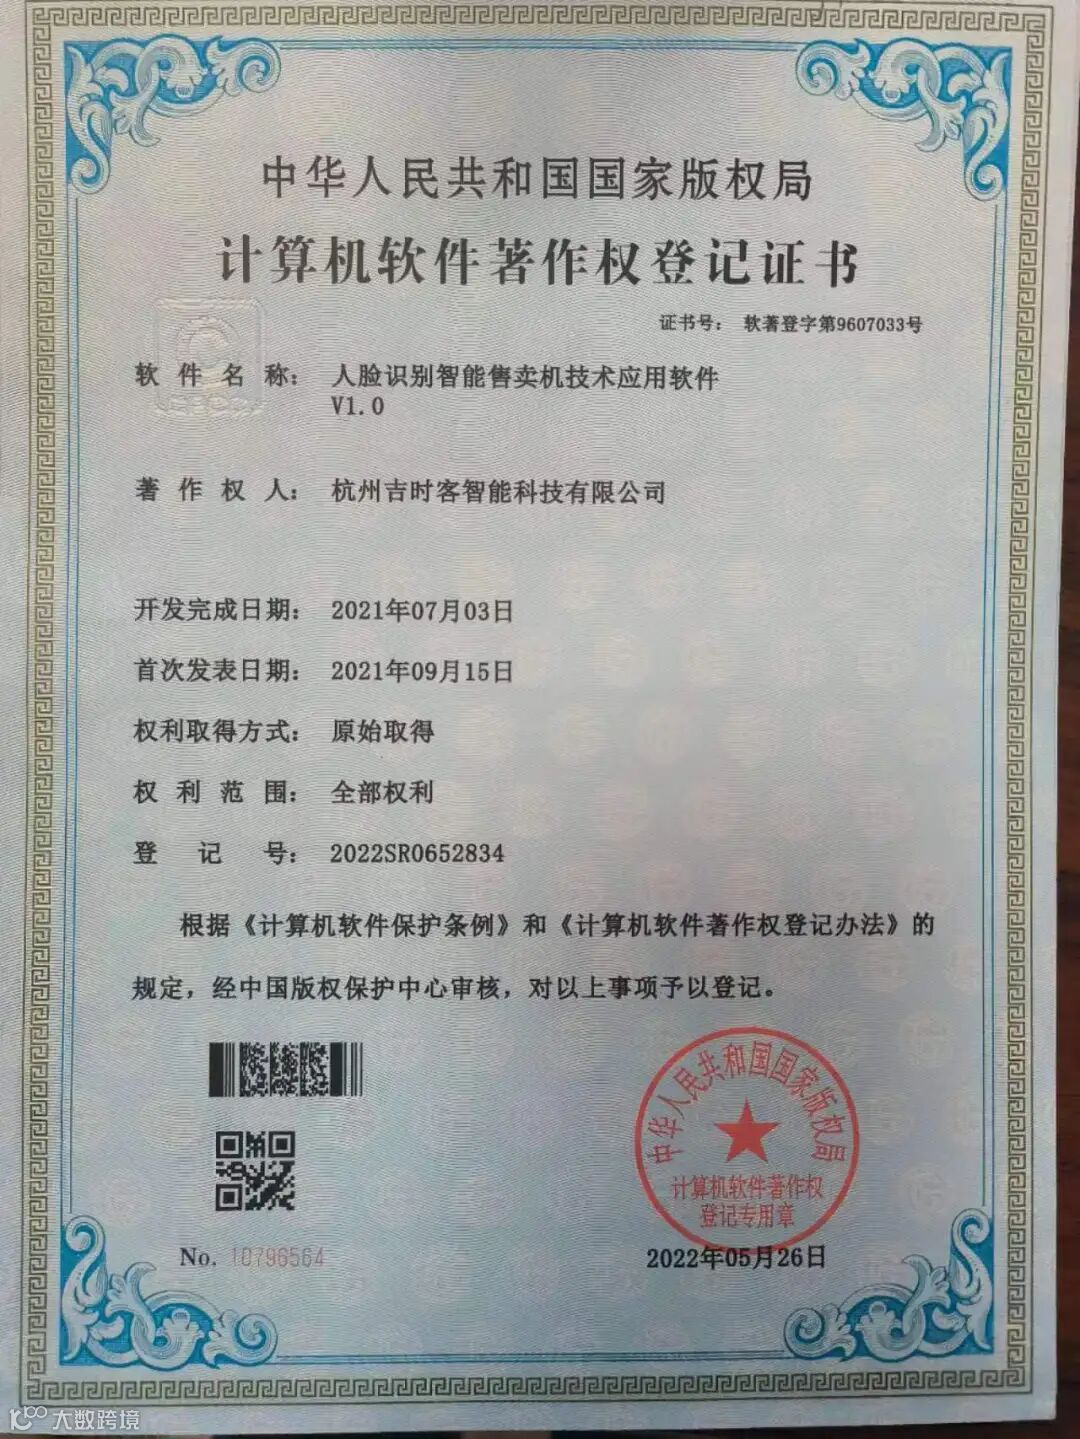 中华人民共和国国家版权局
计算机软件著作权登记证书
证书号： 软著登字第9607033号
软件名称： 人脸识别智能售卖机技术应用软件
V1.0
著作权人： 杭州吉时客智能科技有限公司
开发完成日期： 2021年07月03日
首次发表日期： 2021年09月15日
权利取得方式： 原始取得
权利范围： 全部权利
登记号： 2022SR0652834
根据《计算机软件保护条例》和《计算机软件著作权登记办法》的
规定，经中国版权保护中心审核，对以上事项予以登记。
中华人民共和国国家版权局
计算机软件著作权
登记专用章
No. 10796564
2022年05月26日
大数跨境